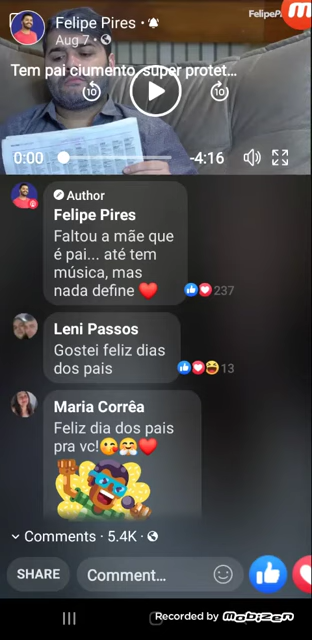 Felipe Pires
FelipeP
Aug 7
Tem pai ciumento, super protet...
10
10
0:00
-4:16
Author
Felipe Pires
Faltou a mãe que
é pai... até tem
música, mas
nada define
237
Leni Passos
Gostei feliz dias
dos pais
13
Maria Corrêa
Feliz dia dos pais
pra vc!😘🤗❤️
Comments · 5.4K ·
SHARE
Comment...
Recorded by Mobizen